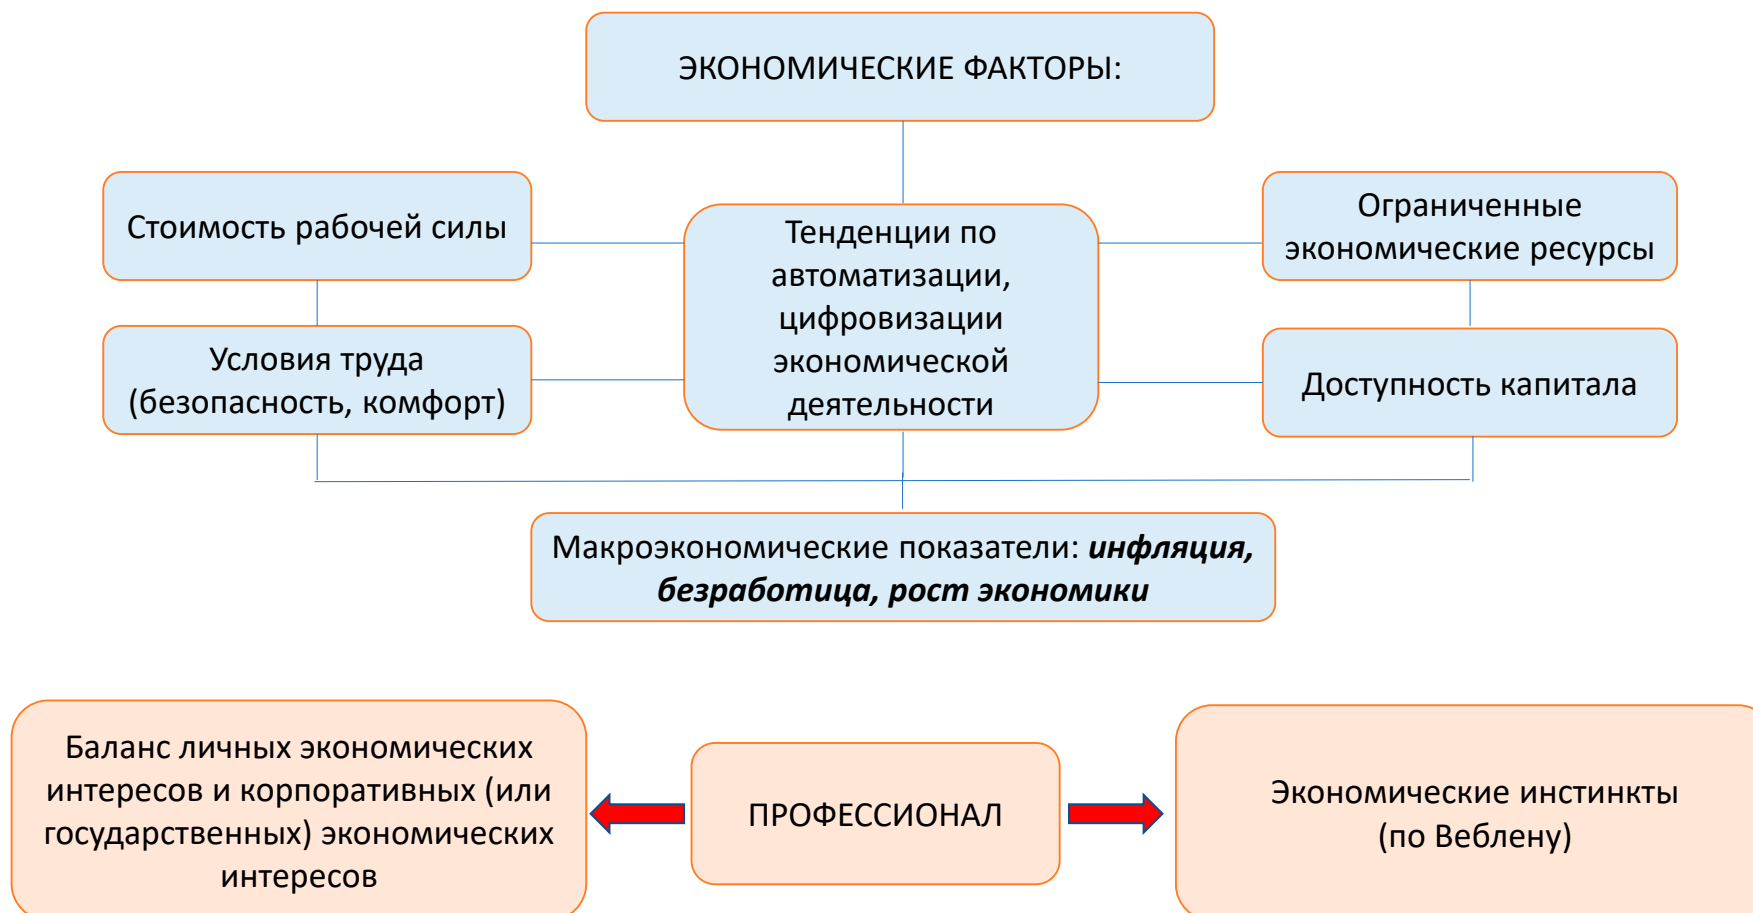 ЭКОНОМИЧЕСКИЕ ФАКТОРЫ:
Стоимость рабочей силы
Тенденции по
автоматизации,
цифровизации
экономической
деятельности
Ограниченные
экономические ресурсы
Условия труда
(безопасность, комфорт)
Доступность капитала
Макроэкономические показатели: инфляция,
безработица, рост экономики
Баланс личных экономических
интересов и корпоративных (или
государственных) экономических
интересов
ПРОФЕССИОНАЛ
Экономические инстинкты
(по Веблену)